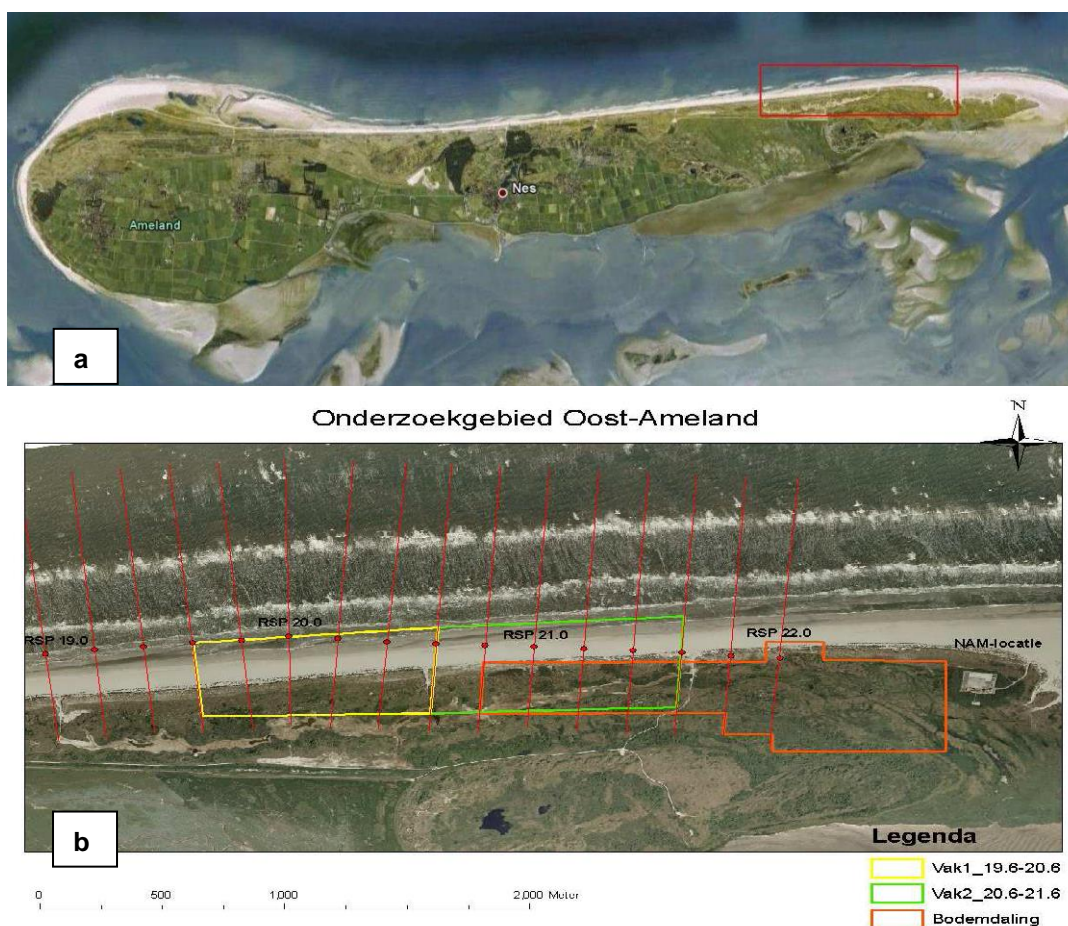 Nes
Ameland
a
Onderzoekgebied Oost-Ameland
N
RSP 19.0
RSP 20.0
RSP 21.0
RSP 22.0
NAM-locatie
b
Legenda
Vak1_19.6-20.6
Vak2_20.6-21.6
Bodemdaling
0 500 1,000 2,000 Meter